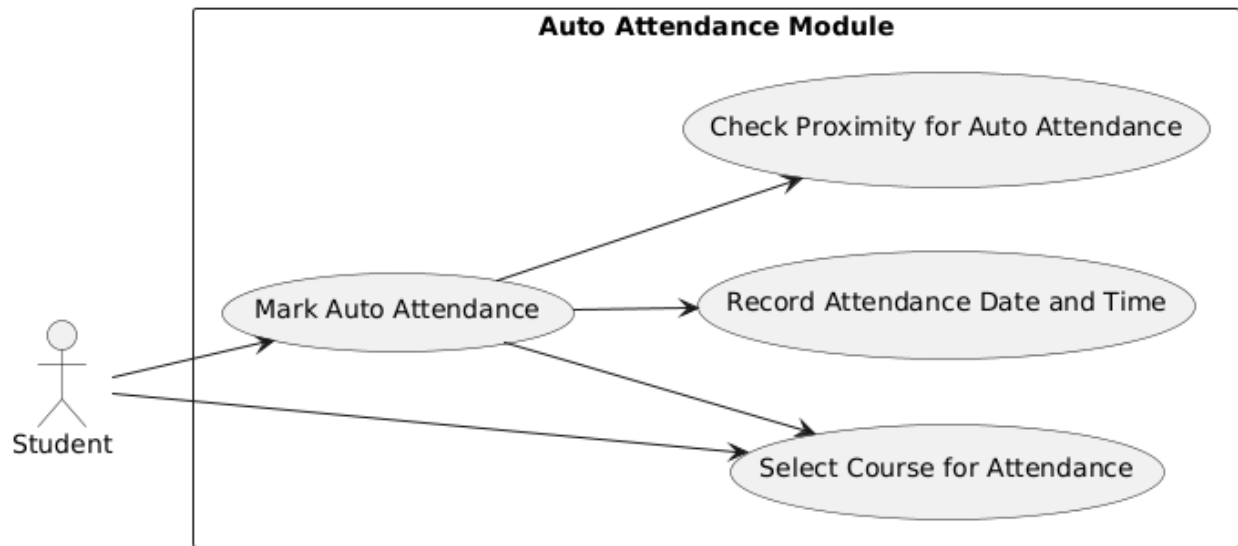 Auto Attendance Module
Check Proximity for Auto Attendance
Record Attendance Date and Time
Mark Auto Attendance
Student
Select Course for Attendance